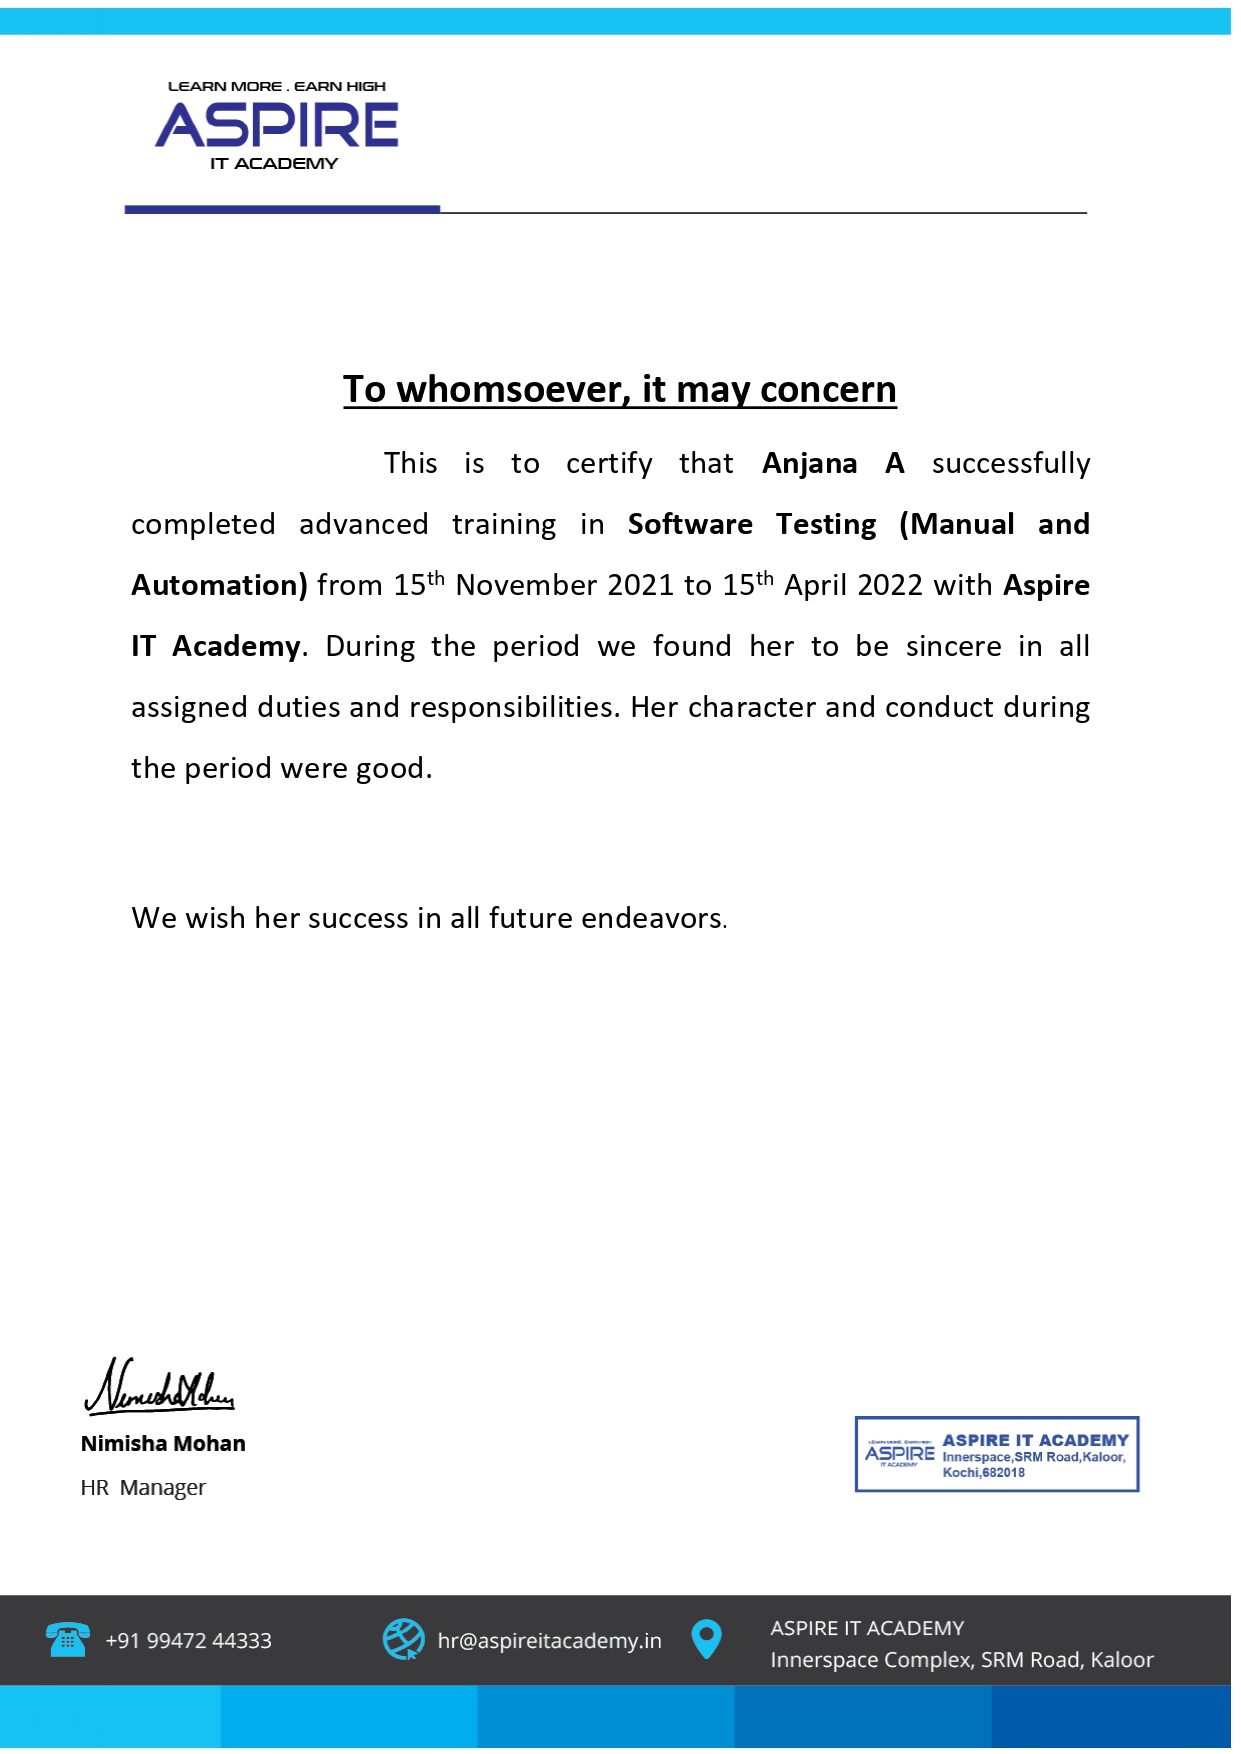 LEARN MORE . EARN HIGH
ASPIRE
IT ACADEMY
To whomsoever, it may concern
This is to certify that Anjana A successfully
completed advanced training in Software Testing (Manual and
Automation) from 15th November 2021 to 15th April 2022 with Aspire
IT Academy. During the period we found her to be sincere in all
assigned duties and responsibilities. Her character and conduct during
the period were good.
We wish her success in all future endeavors.
Nimisha Mohan
Nimisha Mohan
HR Manager
LEARN MORE . EARN HIGH
ASPIRE
IT ACADEMY
ASPIRE IT ACADEMY
Innerspace,SRM Road,Kaloor,
Kochi,682018
+91 99472 44333
hr@aspireitacademy.in
ASPIRE IT ACADEMY
Innerspace Complex, SRM Road, Kaloor